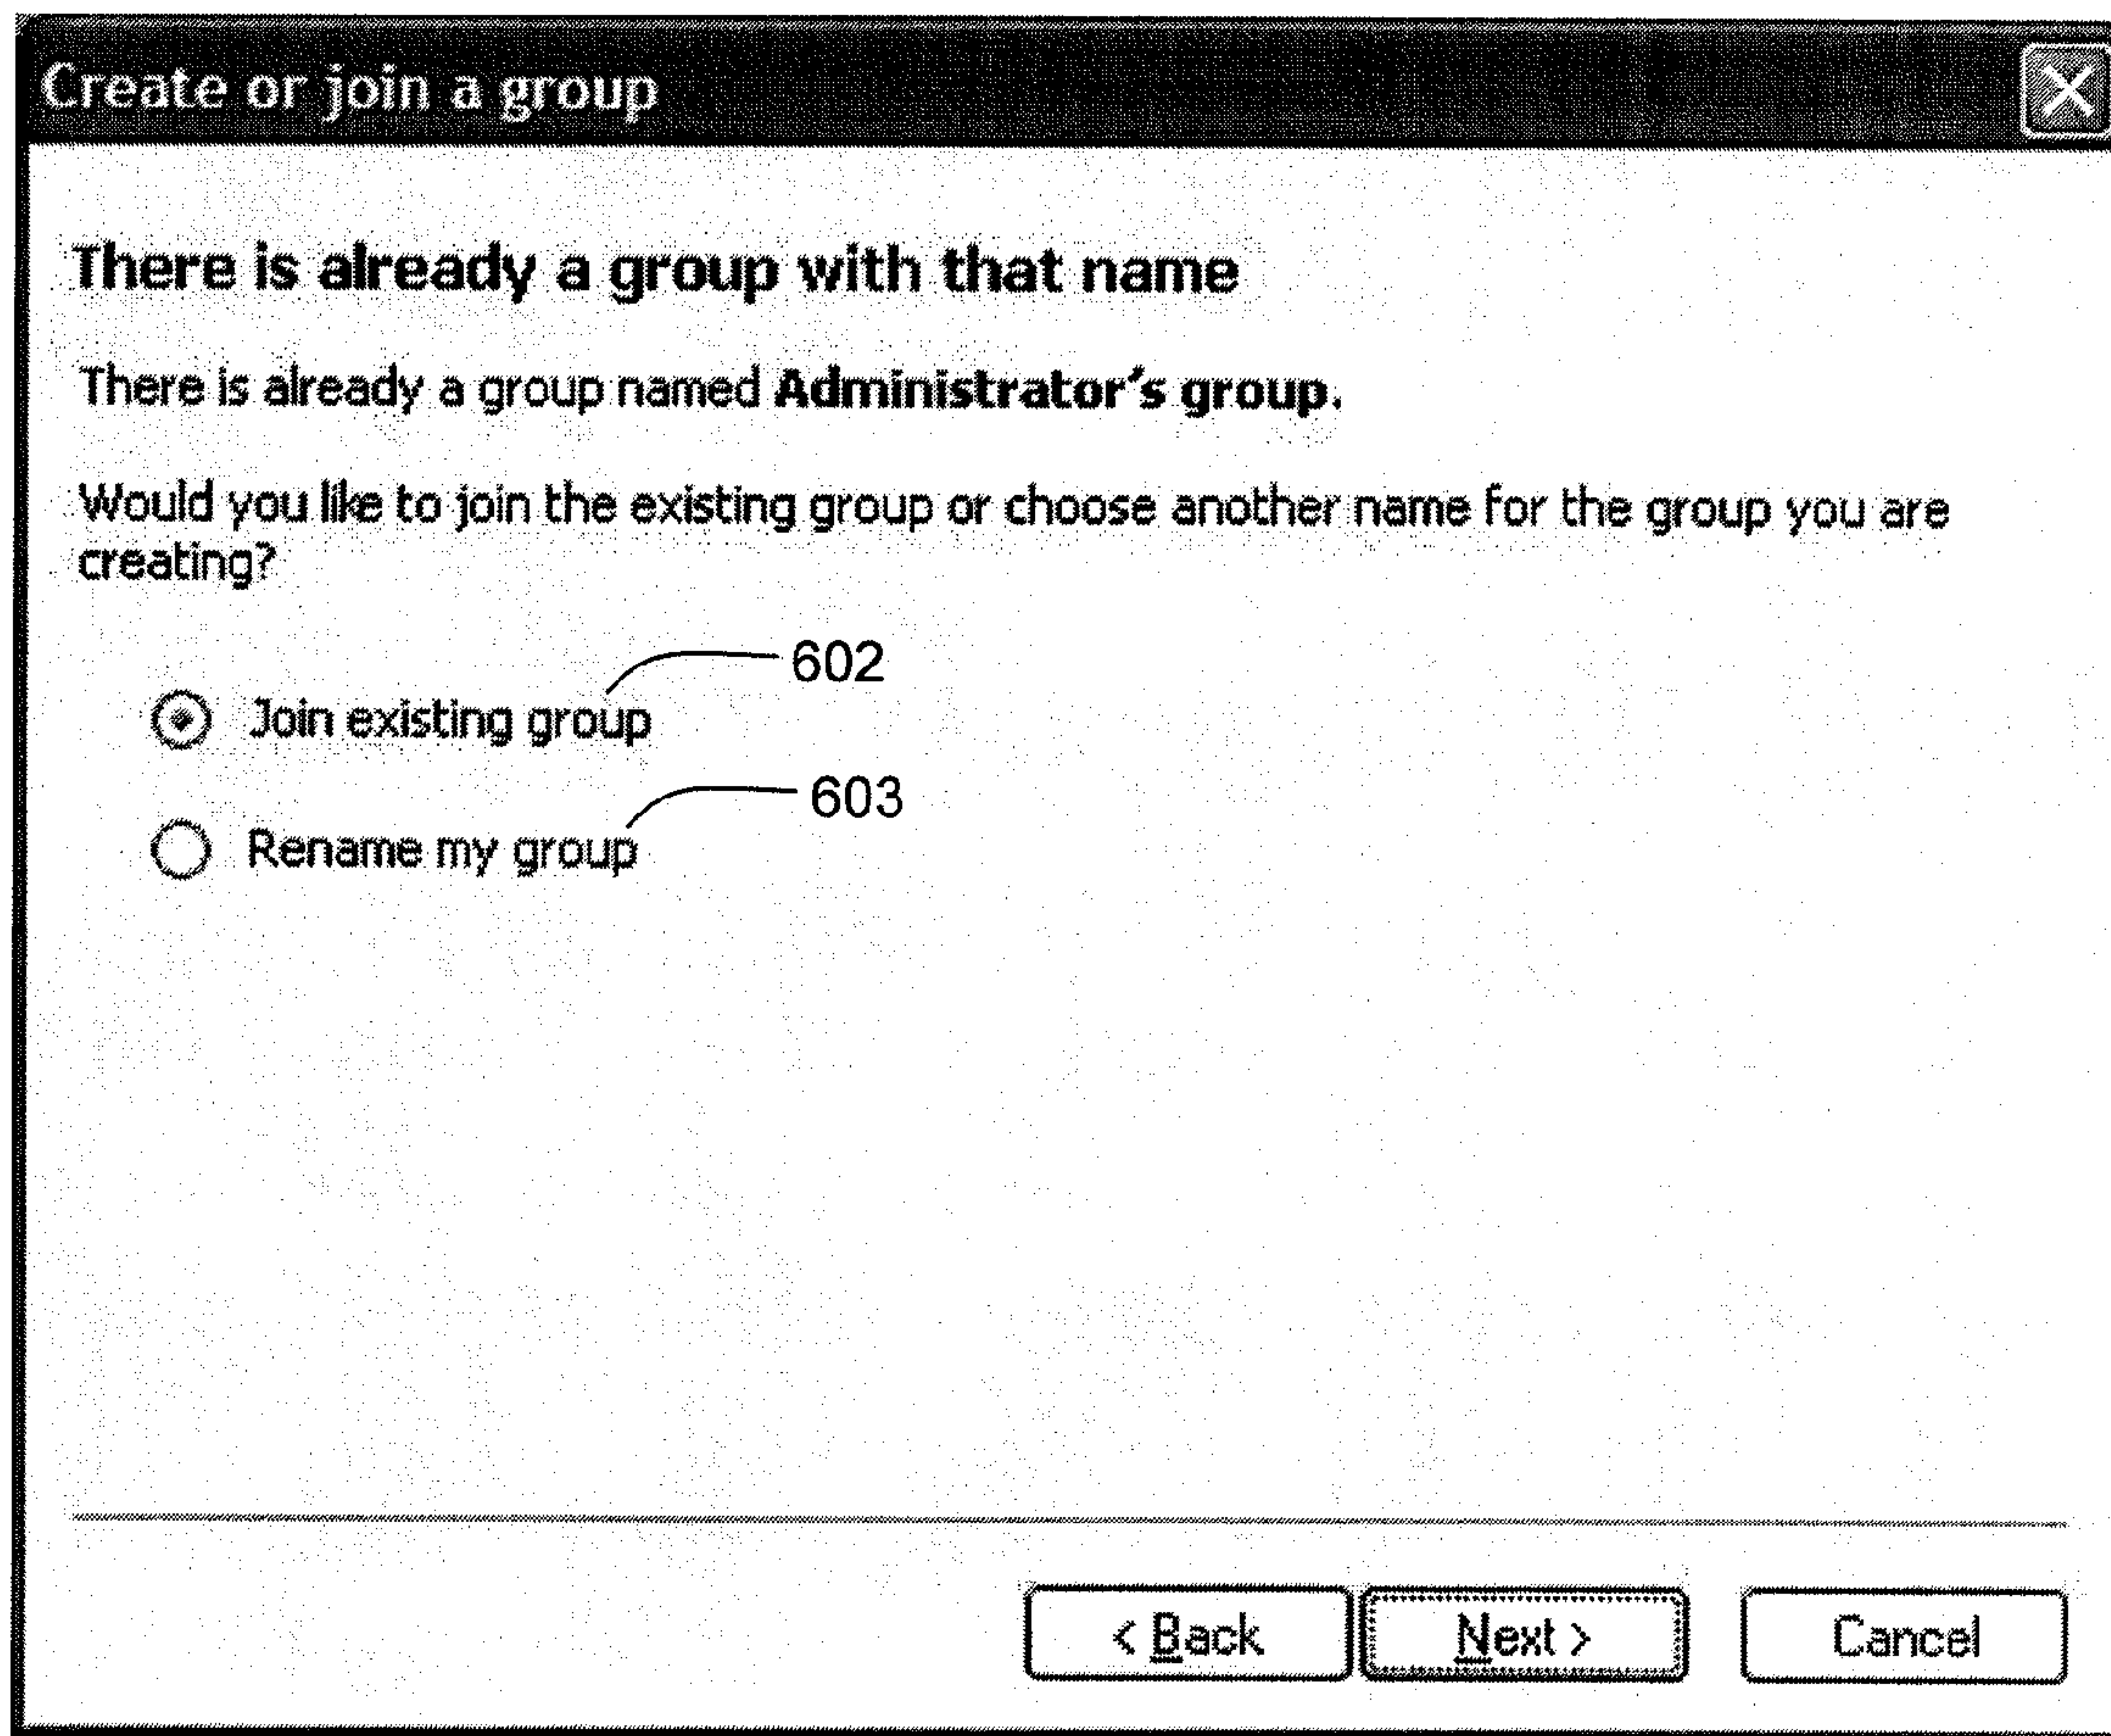 Create or join a group
There is already a group with that name
There is already a group named Administrator's group.
Would you like to join the existing group or choose another name for the group you are
creating?
602
Join existing group
603
Rename my group
< Back
Next >
Cancel